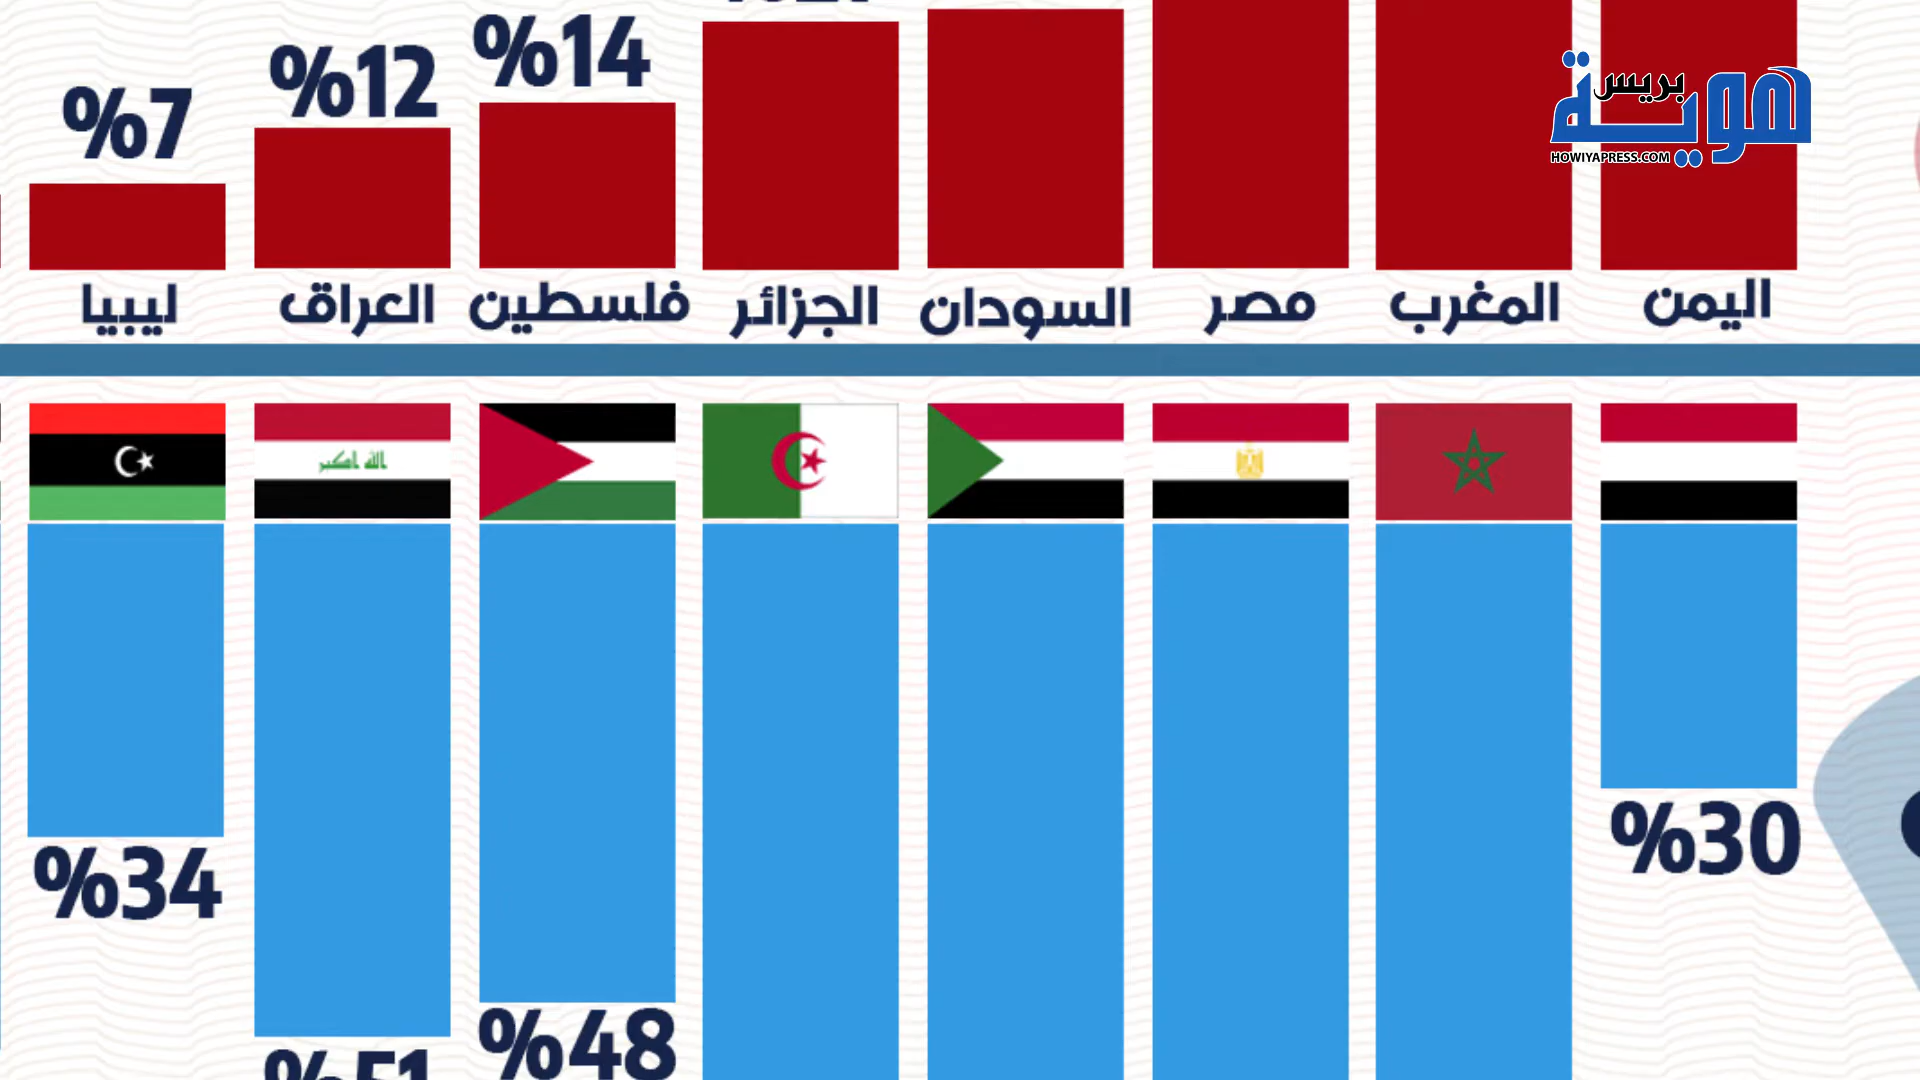 %14
%12
%7
هوية بريس
HOWIYAPRESS.COM
اليمن
المغرب
مصر
السودان
الجزائر
فلسطين
العراق
ليبيا
الله اكبر
%30
%34
%48
%51